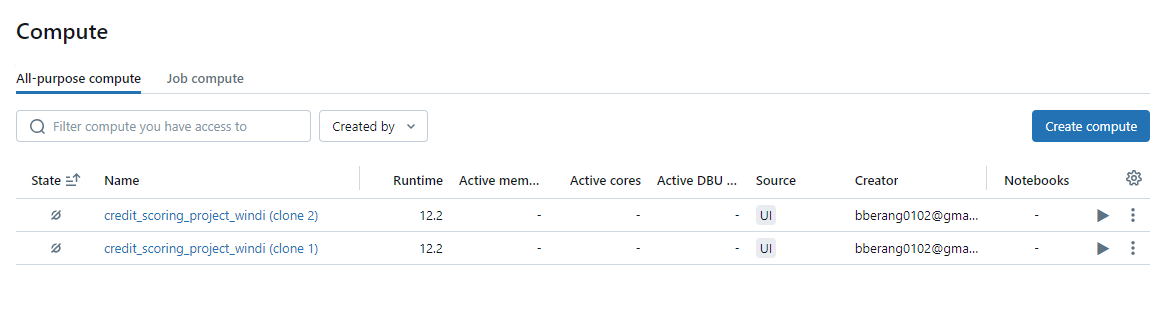 Compute
All-purpose compute Job compute
Filter compute you have access to Created by Create compute
State Name Runtime Active mem... Active cores Active DBU ... Source Creator Notebooks
credit_scoring_project_windi (clone 2) 12.2 - - - UI bberang0102@gma... -
credit_scoring_project_windi (clone 1) 12.2 - - - UI bberang0102@gma... -